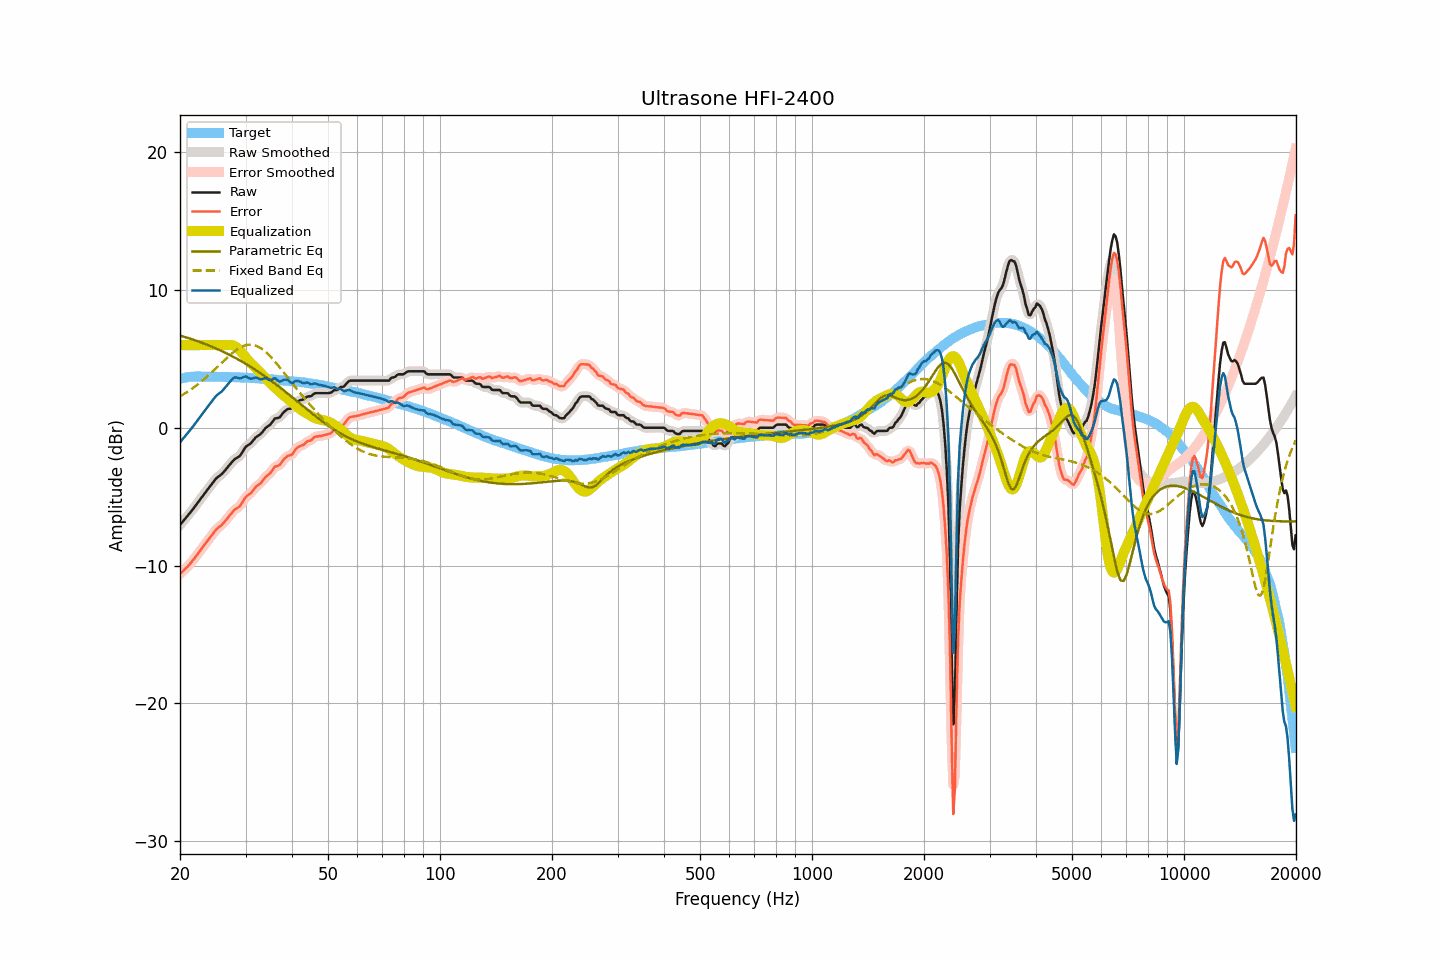 Ultrasone HFI-2400
Target
Raw Smoothed
Error Smoothed
Raw
Error
Equalization
Parametric Eq
Fixed Band Eq
Equalized
20
10
0
−10
−20
−30
Amplitude (dBr)
20
50
100
200
500
1000
2000
5000
10000
20000
Frequency (Hz)